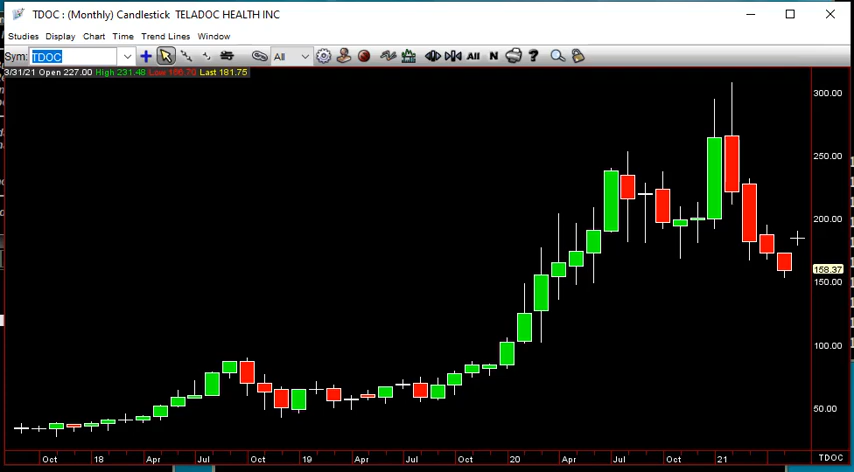 TDOC : (Monthly) Candlestick  TELADOC HEALTH INC
Studies Display Chart Time Trend Lines Window
Sym: TDOC All All N ?
3/31/21 Open 227.00 High 231.48 Low 166.70 Last 181.75
300.00
250.00
200.00
158.37
150.00
100.00
50.00
Oct 18 Apr Jul Oct 19 Apr Jul Oct 20 Apr Jul Oct 21 TDOC